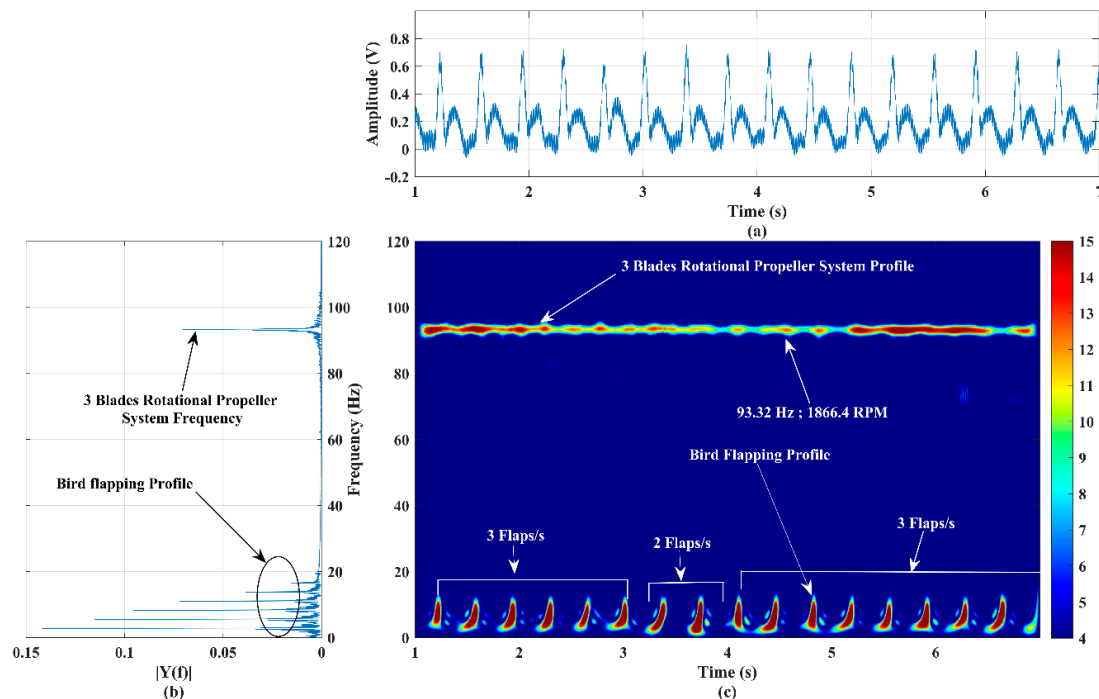 0.8
0.6
0.4
0.2
0
-0.2
Amplitude (V)
1 2 3 4 5 6 7
Time (s)
(a)
120
100
80
60
40
20
0
Frequency (Hz)
3 Blades Rotational Propeller
System Frequency
Bird flapping Profile
0.15 0.1 0.05 0
|Y(f)|
(b)
120
100
80
60
40
20
0
3 Blades Rotational Propeller System Profile
93.32 Hz ; 1866.4 RPM
Bird Flapping Profile
3 Flaps/s
2 Flaps/s
3 Flaps/s
1 2 3 4 5 6
Time (s)
(c)
15
14
13
12
11
10
9
8
7
6
5
4